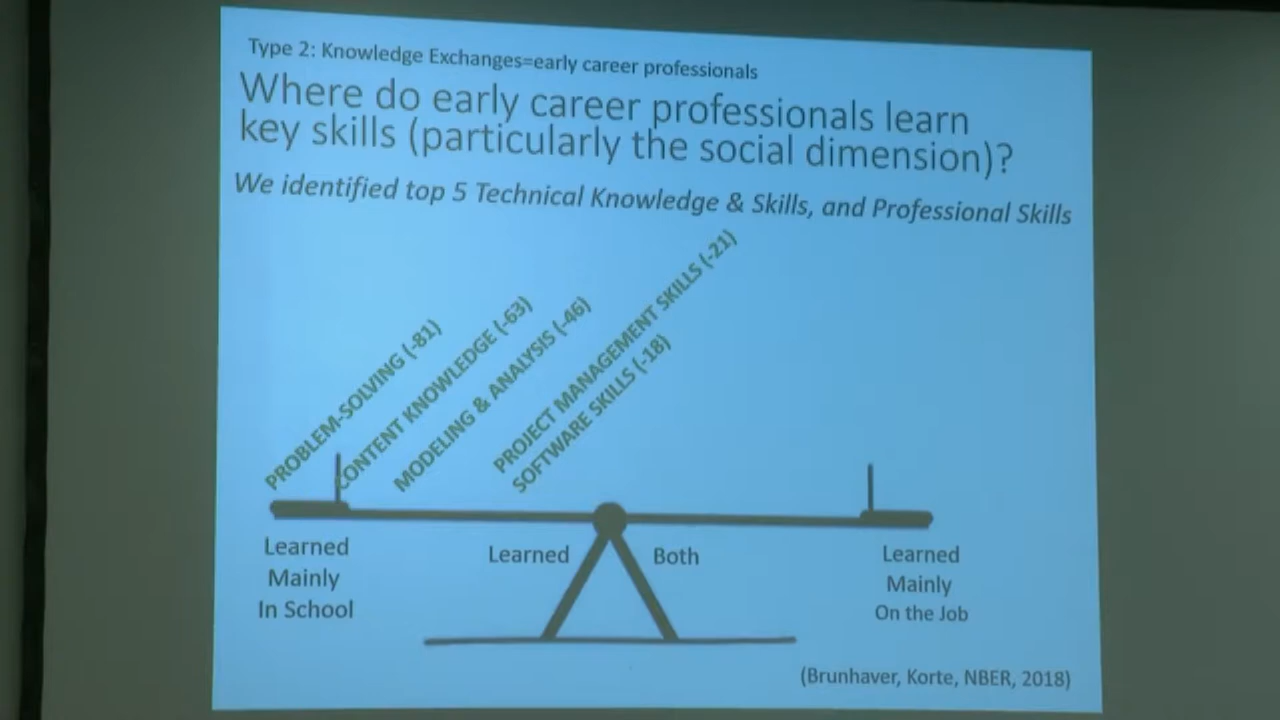 Type 2: Knowledge Exchanges=early career professionals
Where do early career professionals learn
key skills (particularly the social dimension)?
We identified top 5 Technical Knowledge & Skills, and Professional Skills
PROBLEM-SOLVING (-81)
CONTENT KNOWLEDGE (-63)
MODELING & ANALYSIS (-46)
PROJECT MANAGEMENT SKILLS (-21)
SOFTWARE SKILLS (-18)
Learned
Mainly
In School
Learned Both
Learned
Mainly
On the Job
(Brunhaver, Korte, NBER, 2018)